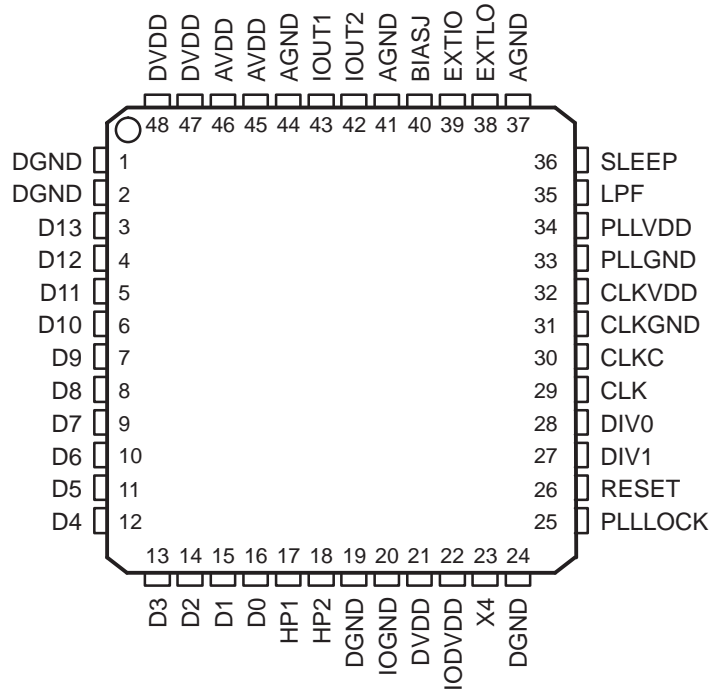 DVDD
DVDD
AVDD
AVDD
AGND
IOUT1
IOUT2
AGND
BIASJ
EXTIO
EXTLO
AGND
48 47 46 45 44 43 42 41 40 39 38 37
DGND 1
DGND 2
D13 3
D12 4
D11 5
D10 6
D9 7
D8 8
D7 9
D6 10
D5 11
D4 12
36 SLEEP
35 LPF
34 PLLVDD
33 PLLGND
32 CLKVDD
31 CLKGND
30 CLKC
29 CLK
28 DIV0
27 DIV1
26 RESET
25 PLLLOCK
13 14 15 16 17 18 19 20 21 22 23 24
D3
D2
D1
D0
HP1
HP2
DGND
IOGND
DVDD
IODVDD
X4
DGND